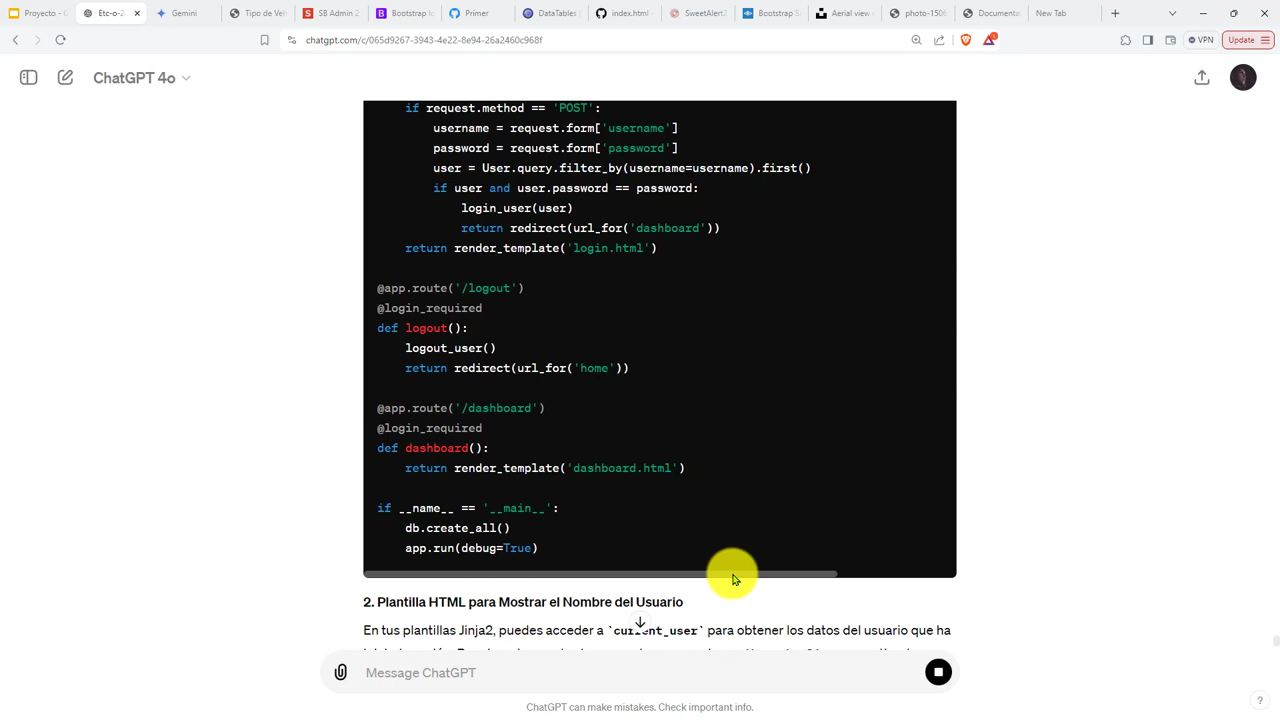 Proyecto - G
Etc-o-2
Gemini
Tipo de Veh
SB Admin 2
Bootstrap fo
Primer
DataTables
index.html
SweetAlert2
Bootstrap S
Aerial view
photo-150
Documenta
New Tab
chatgpt.com/c/065d9267-3943-4e22-8e94-26a2460c968f
VPN
Update
ChatGPT 4o
if request.method == 'POST':
username = request.form['username']
password = request.form['password']
user = User.query.filter_by(username=username).first()
if user and user.password == password:
login_user(user)
return redirect(url_for('dashboard'))
return render_template('login.html')
@app.route('/logout')
@login_required
def logout():
logout_user()
return redirect(url_for('home'))
@app.route('/dashboard')
@login_required
def dashboard():
return render_template('dashboard.html')
if __name__ == '__main__':
db.create_all()
app.run(debug=True)
2. Plantilla HTML para Mostrar el Nombre del Usuario
En tus plantillas Jinja2, puedes acceder a `current_user` para obtener los datos del usuario que ha
Message ChatGPT
ChatGPT can make mistakes. Check important info.
?